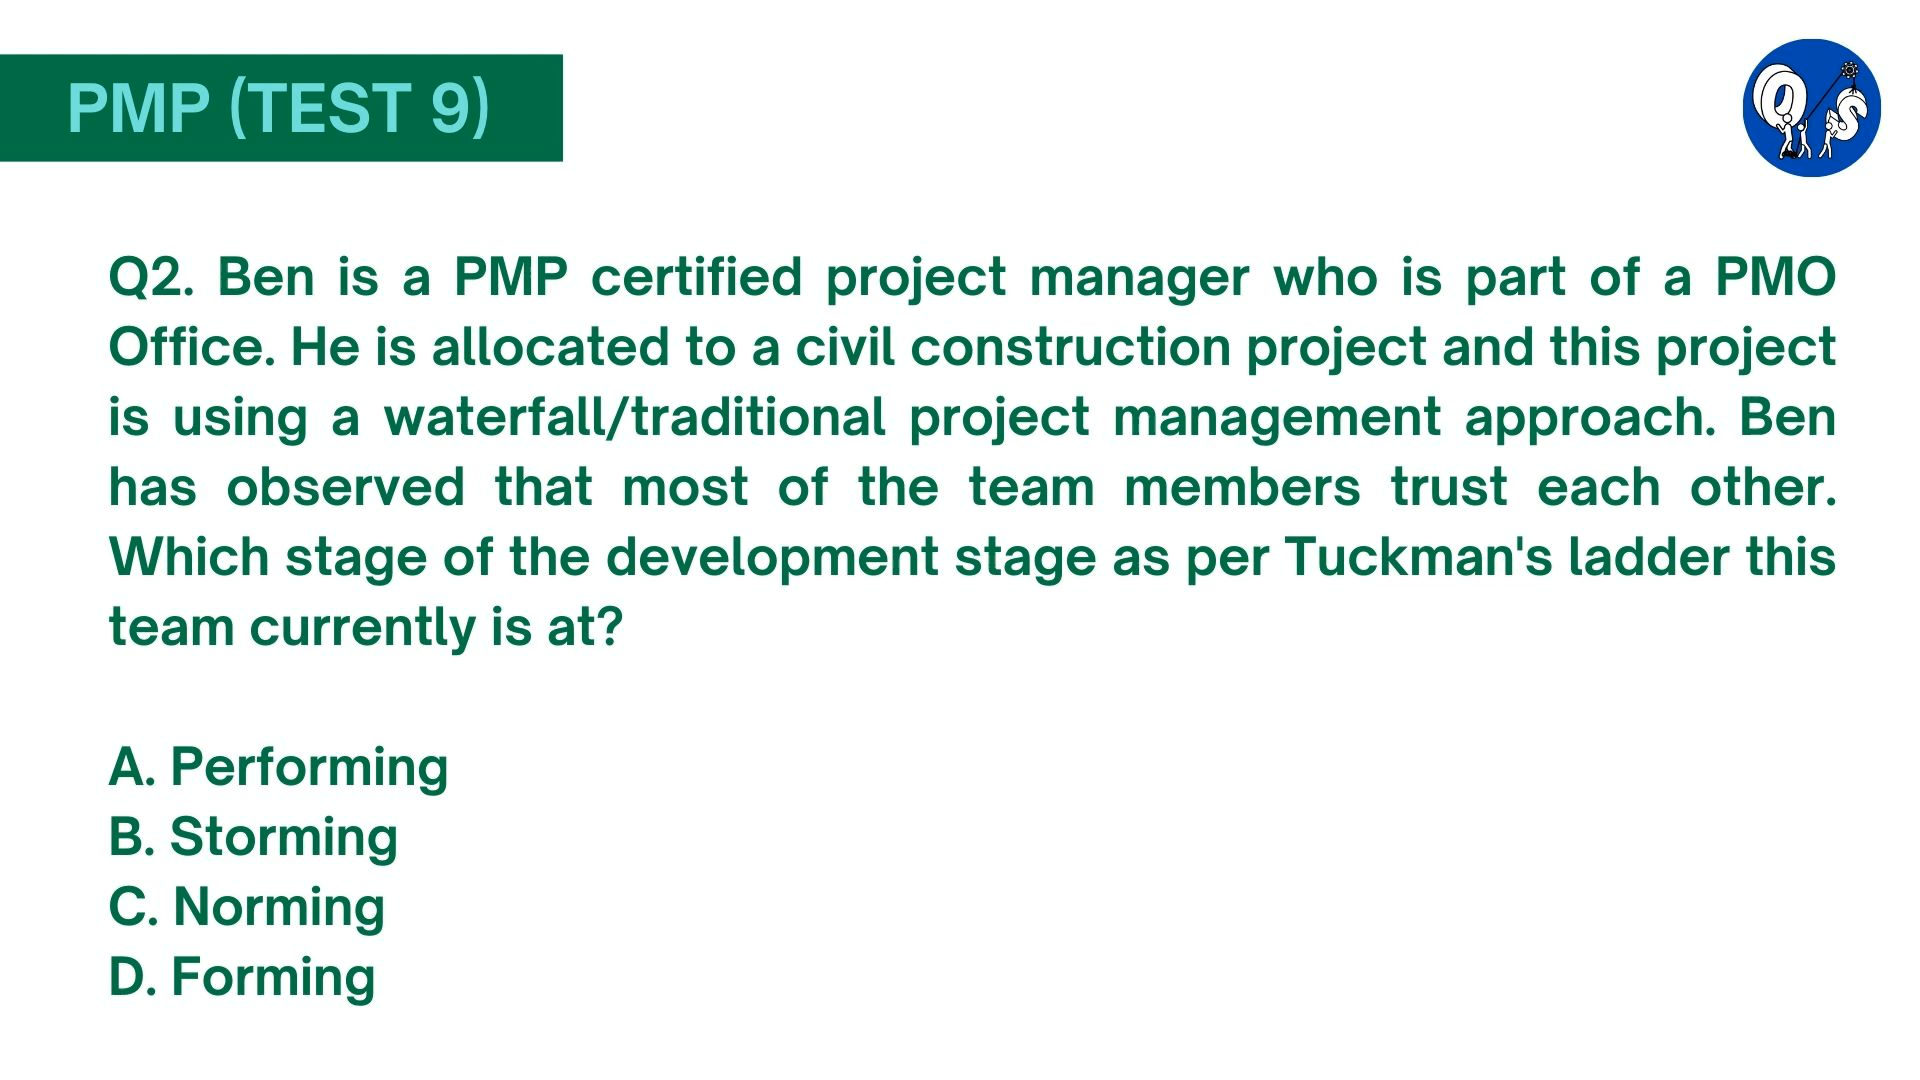 PMP (TEST 9)
Q/S
Q2. Ben is a PMP certified project manager who is part of a PMO
Office. He is allocated to a civil construction project and this project
is using a waterfall/traditional project management approach. Ben
has observed that most of the team members trust each other.
Which stage of the development stage as per Tuckman's ladder this
team currently is at?
A. Performing
B. Storming
C. Norming
D. Forming